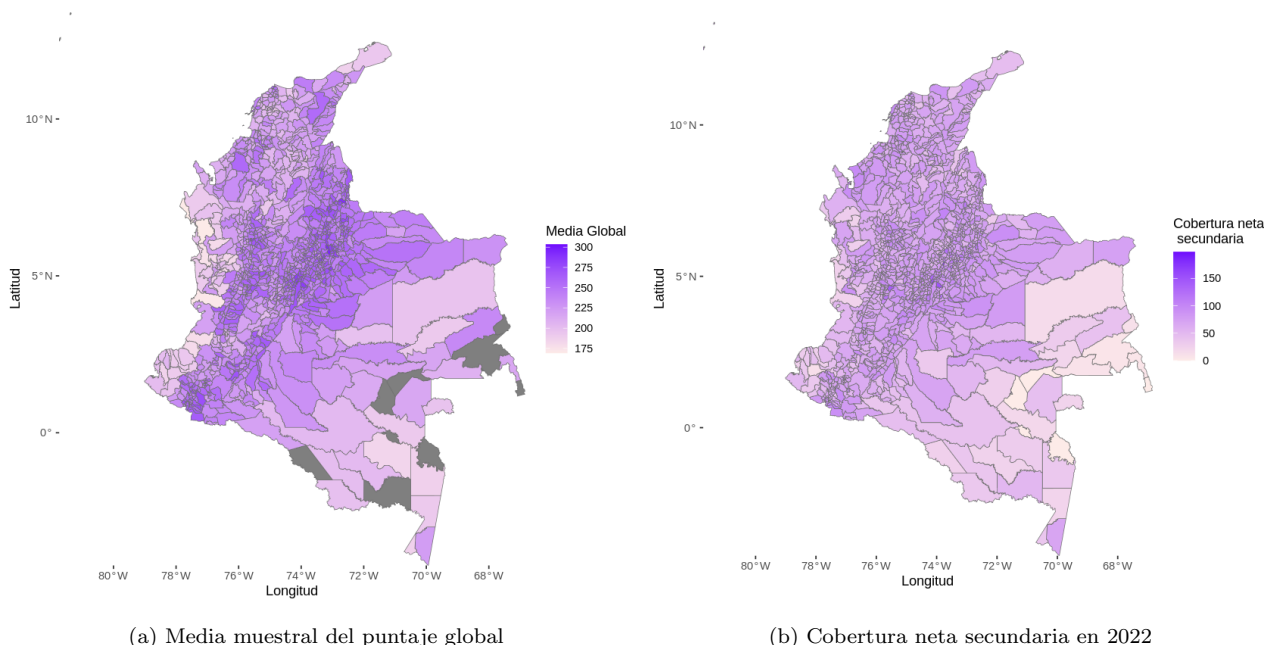 10°N
5°N
0°
Latitud
80°W 78°W 76°W 74°W 72°W 70°W 68°W
Longitud
Media Global
300
275
250
225
200
175
(a) Media muestral del puntaje global
10°N
5°N
0°
Latitud
80°W 78°W 76°W 74°W 72°W 70°W 68°W
Longitud
Cobertura neta
secundaria
150
100
50
0
(b) Cobertura neta secundaria en 2022